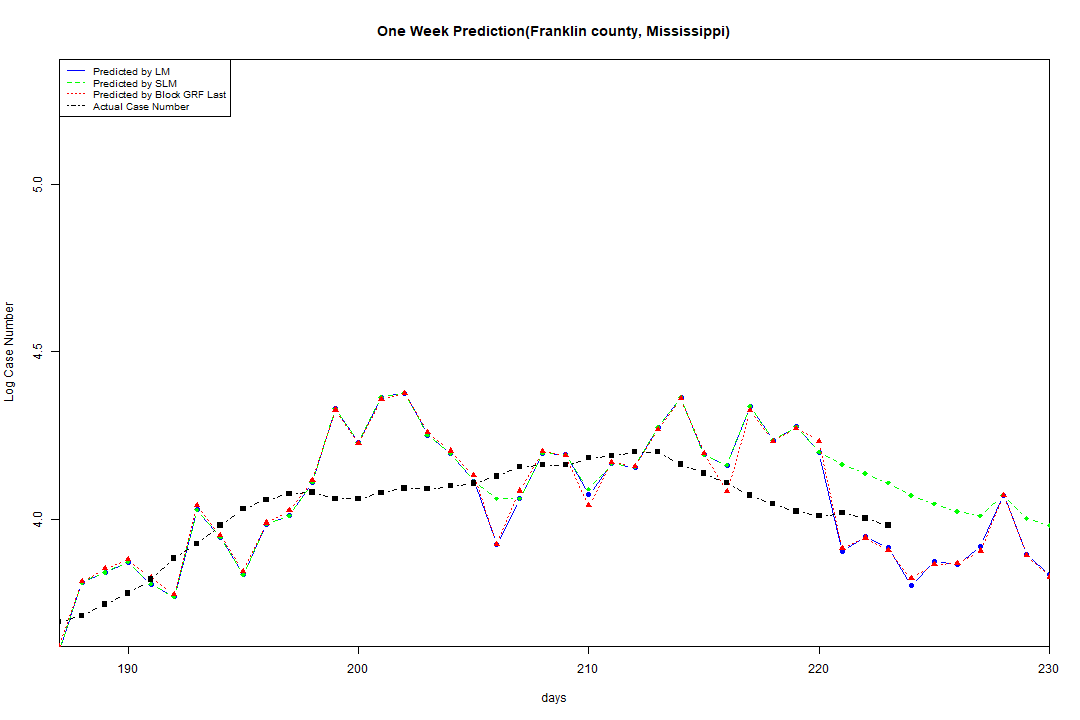 One Week Prediction(Franklin county, Mississippi)
Predicted by LM
Predicted by SLM
Predicted by Block GRF Last
Actual Case Number
5.0
4.5
4.0
Log Case Number
190 200 210 220 230
days